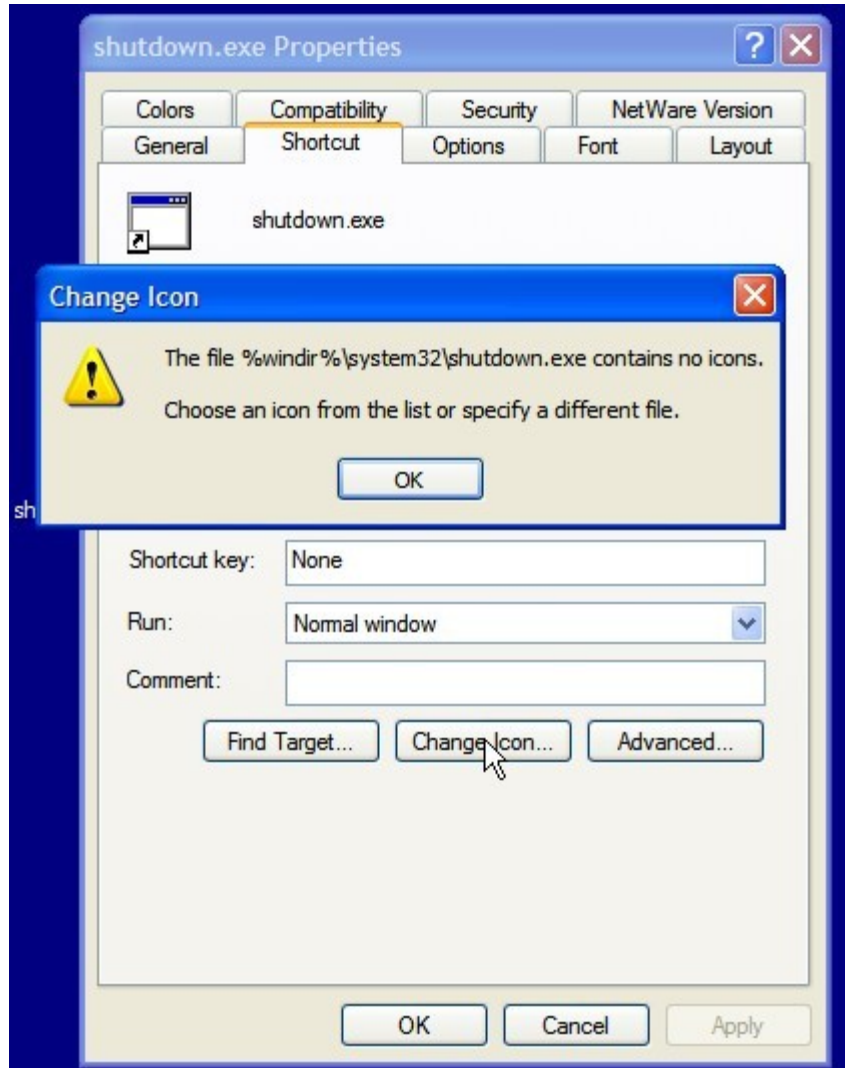 shutdown.exe Properties
Colors Compatibility Security NetWare Version
General Shortcut Options Font Layout
shutdown.exe
Change Icon
The file %windir%\system32\shutdown.exe contains no icons.
Choose an icon from the list or specify a different file.
OK
sh
Shortcut key: None
Run: Normal window
Comment:
Find Target... Change Icon... Advanced...
OK Cancel Apply